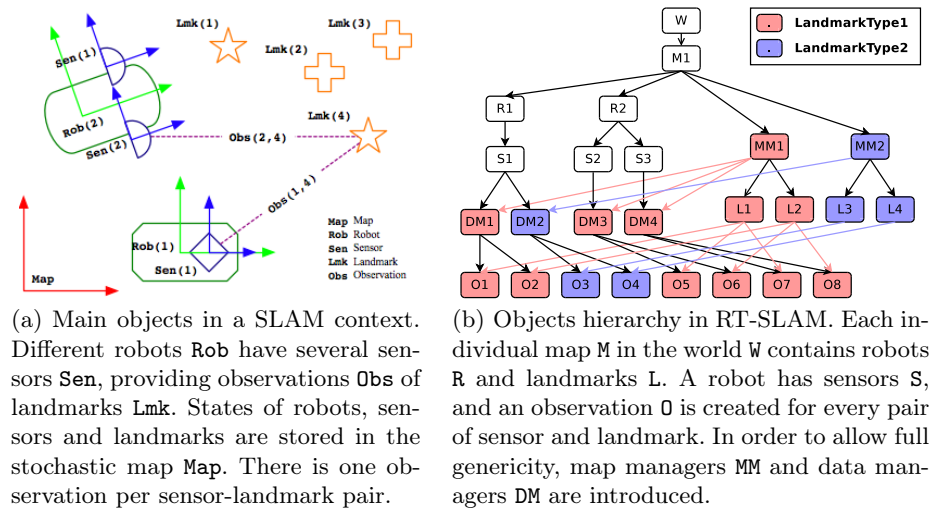 Lmk(1)
Lmk(3)
Lmk(2)
Sen(1)
Rob(2)
Sen(2)
Obs(2,4)
Lmk(4)
Obs(1,4)
Rob(1)
Sen(1)
Map
Map Map
Rob Robot
Sen Sensor
Lmk Landmark
Obs Observation
(a) Main objects in a SLAM context.
Different robots Rob have several sen-
sors Sen, providing observations Obs of
landmarks Lmk. States of robots, sen-
sors and landmarks are stored in the
stochastic map Map. There is one ob-
servation per sensor-landmark pair.
W
M1
. LandmarkType1
. LandmarkType2
R1 R2
S1 S2 S3 MM1 MM2
DM1 DM2 DM3 DM4 L1 L2 L3 L4
O1 O2 O3 O4 O5 O6 O7 O8
(b) Objects hierarchy in RT-SLAM. Each in-
dividual map M in the world W contains robots
R and landmarks L. A robot has sensors S,
and an observation O is created for every pair
of sensor and landmark. In order to allow full
genericity, map managers MM and data man-
agers DM are introduced.